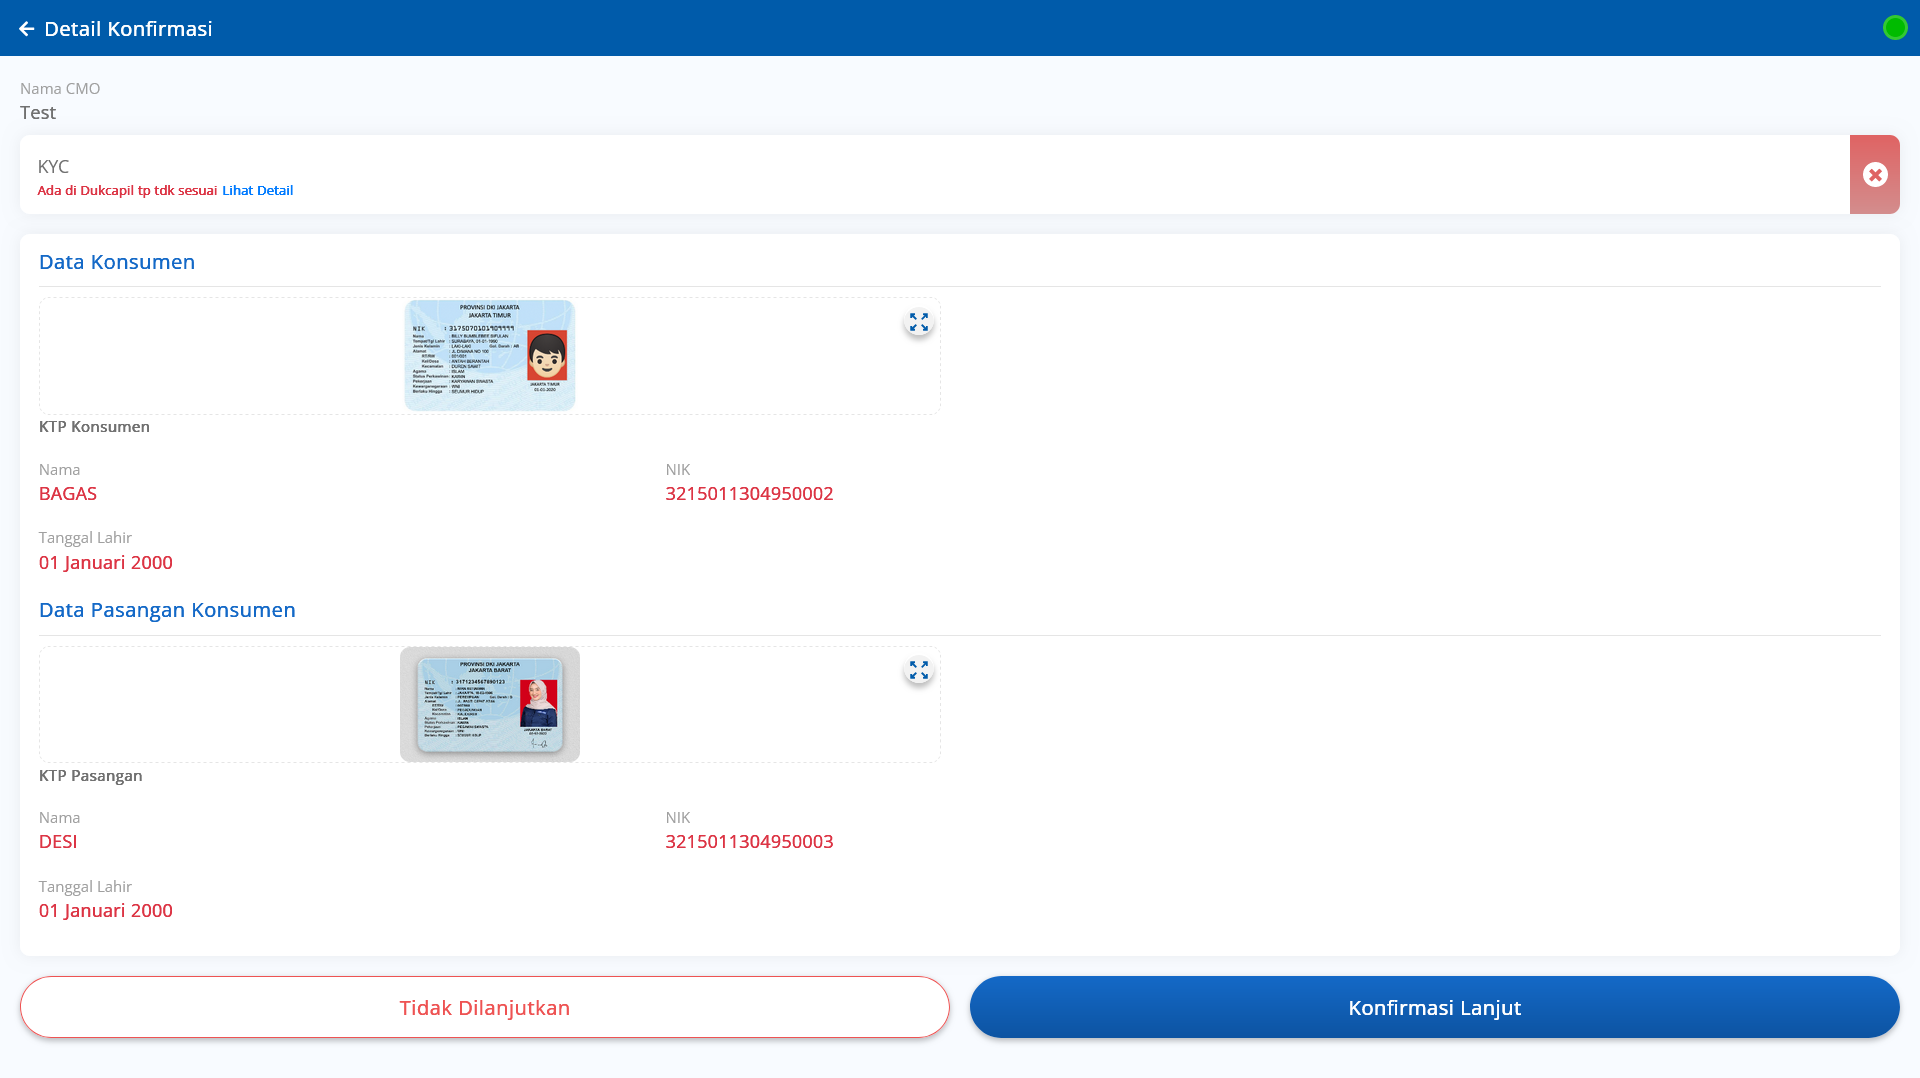 Detail Konfirmasi
Nama CMO
Test
KYC
Ada di Dukcapil tp tdk sesuai Lihat Detail
Data Konsumen
PROVINSI DKI JAKARTA
JAKARTA TIMUR
NIK : 3175070101909999
KTP Konsumen
Nama
BAGAS
NIK
3215011304950002
Tanggal Lahir
01 Januari 2000
Data Pasangan Konsumen
PROVINSI DKI JAKARTA
JAKARTA BARAT
NIK : 3171234567890123
KTP Pasangan
Nama
DESI
NIK
3215011304950003
Tanggal Lahir
01 Januari 2000
Tidak Dilanjutkan
Konfirmasi Lanjut